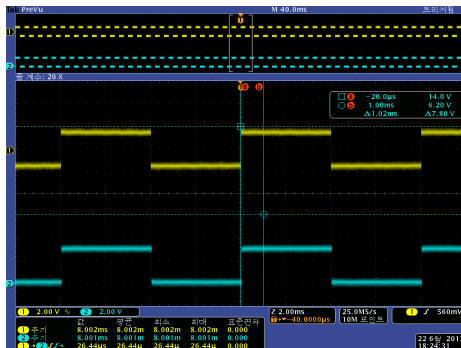 Tek PreVu M 40.0ms 트리거됨
줌 계수: 20 X
a −20.0µs 14.0 V
b 1.00ms 6.20 V
Δ1.02ms Δ7.80 V
1 2.00 V 2 2.00 V Z 2.00ms 25.0MS/s 1 560mV
−40.0000µs 10M 포인트
값 평균 최소 최대 표준편차
1 주기 8.002ms 8.002m 8.002m 8.002m 0.000
2 주기 8.001ms 8.001m 8.001m 8.001m 0.000
1 2 26.44µs 26.44µ 26.44µ 26.44µ 0.000
22 6월 201
18:24:31